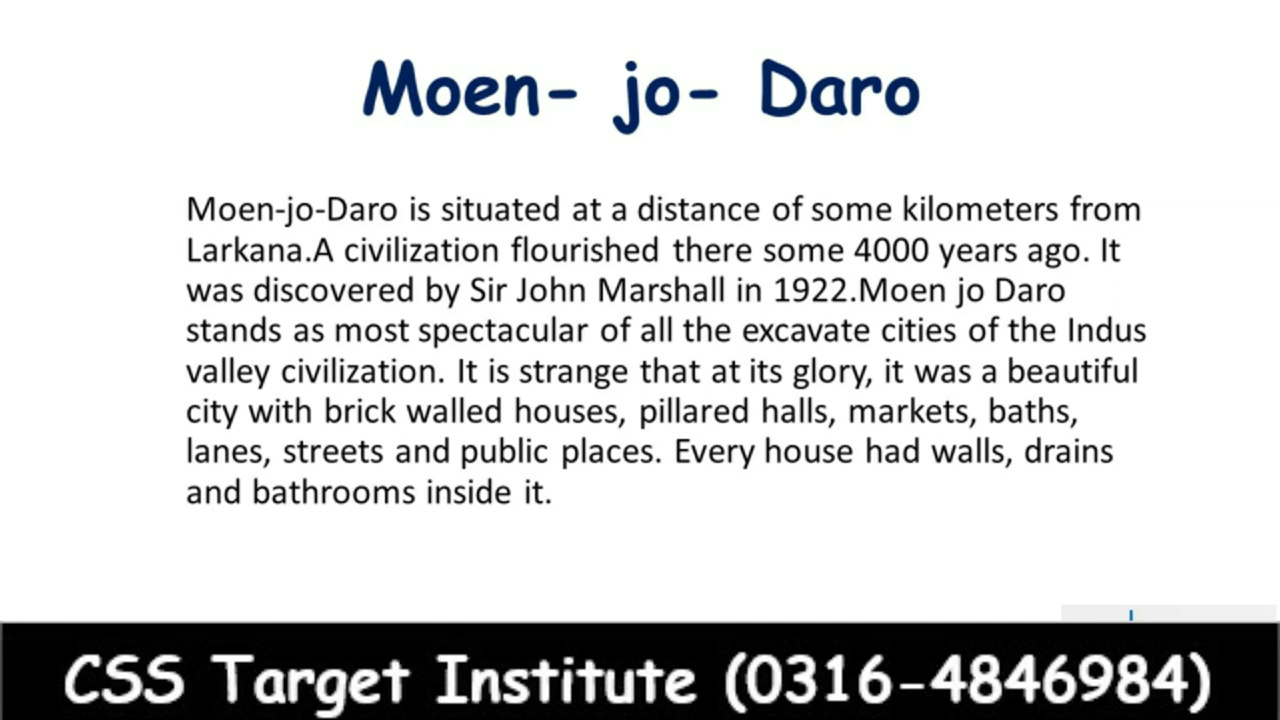 Moen- jo- Daro
Moen-jo-Daro is situated at a distance of some kilometers from
Larkana.A civilization flourished there some 4000 years ago. It
was discovered by Sir John Marshall in 1922.Moen jo Daro
stands as most spectacular of all the excavate cities of the Indus
valley civilization. It is strange that at its glory, it was a beautiful
city with brick walled houses, pillared halls, markets, baths,
lanes, streets and public places. Every house had walls, drains
and bathrooms inside it.
CSS Target Institute (0316-4846984)